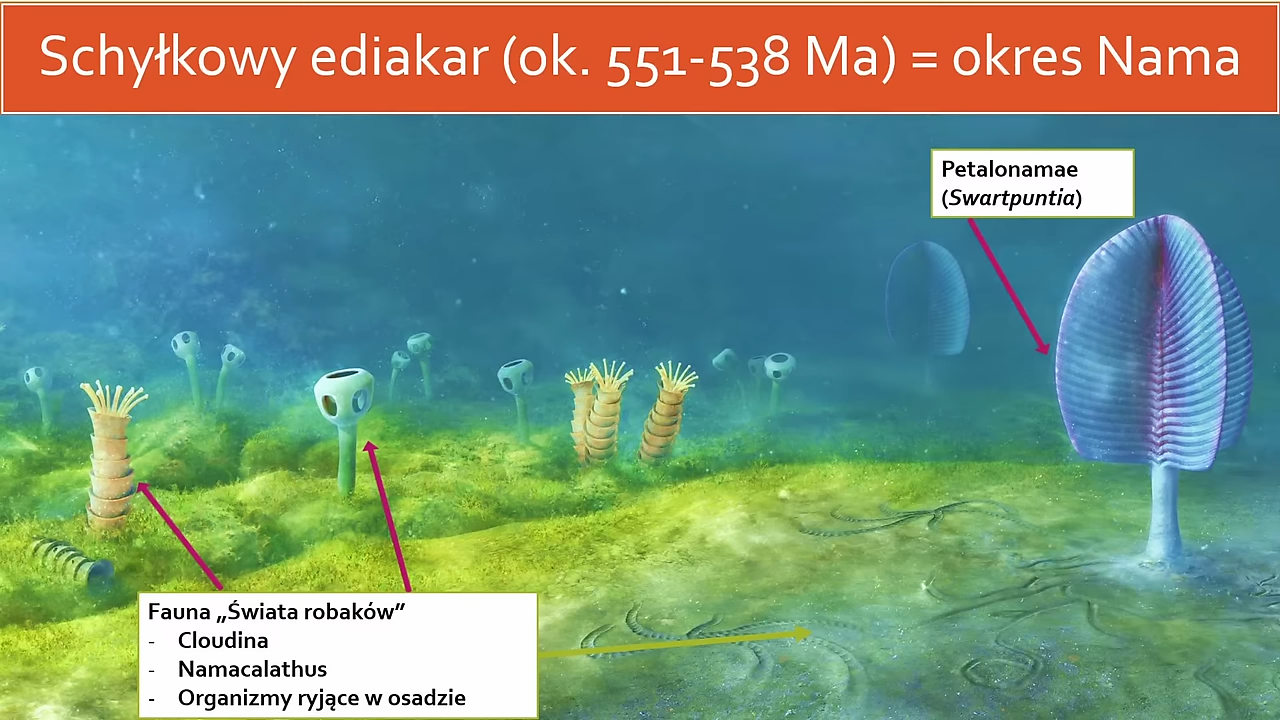 Schyłkowy ediakar (ok. 551-538 Ma) = okres Nama
Petalonamae
(Swartpuntia)
Fauna „Świata robaków”
- Cloudina
- Namacalathus
- Organizmy ryjące w osadzie